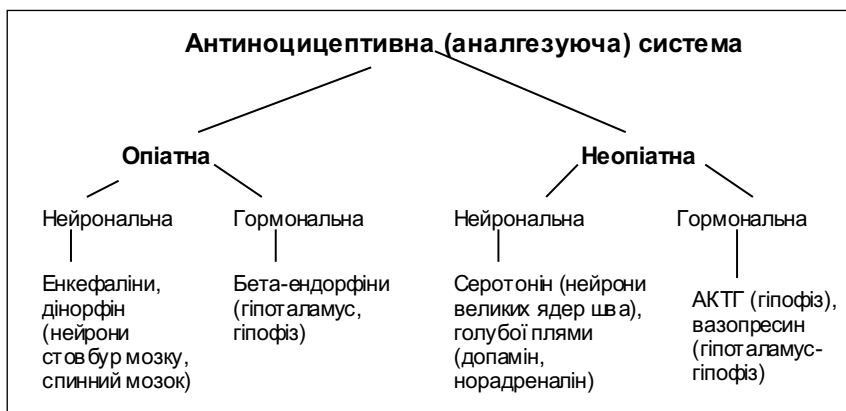 Антиноцицептивна (аналгезуюча) система
Опіатна
Неопіатна
Нейрональна
Гормональна
Нейрональна
Гормональна
Енкефаліни,
дінорфін
(нейрони
стовбур мозку,
спинний мозок)
Бета-ендорфіни
(гіпоталамус,
гіпофіз)
Серотонін (нейрони
великих ядер шва),
голубої плями
(допамін,
норадреналін)
АКТГ (гіпофіз),
вазопресин
(гіпоталамус-
гіпофіз)